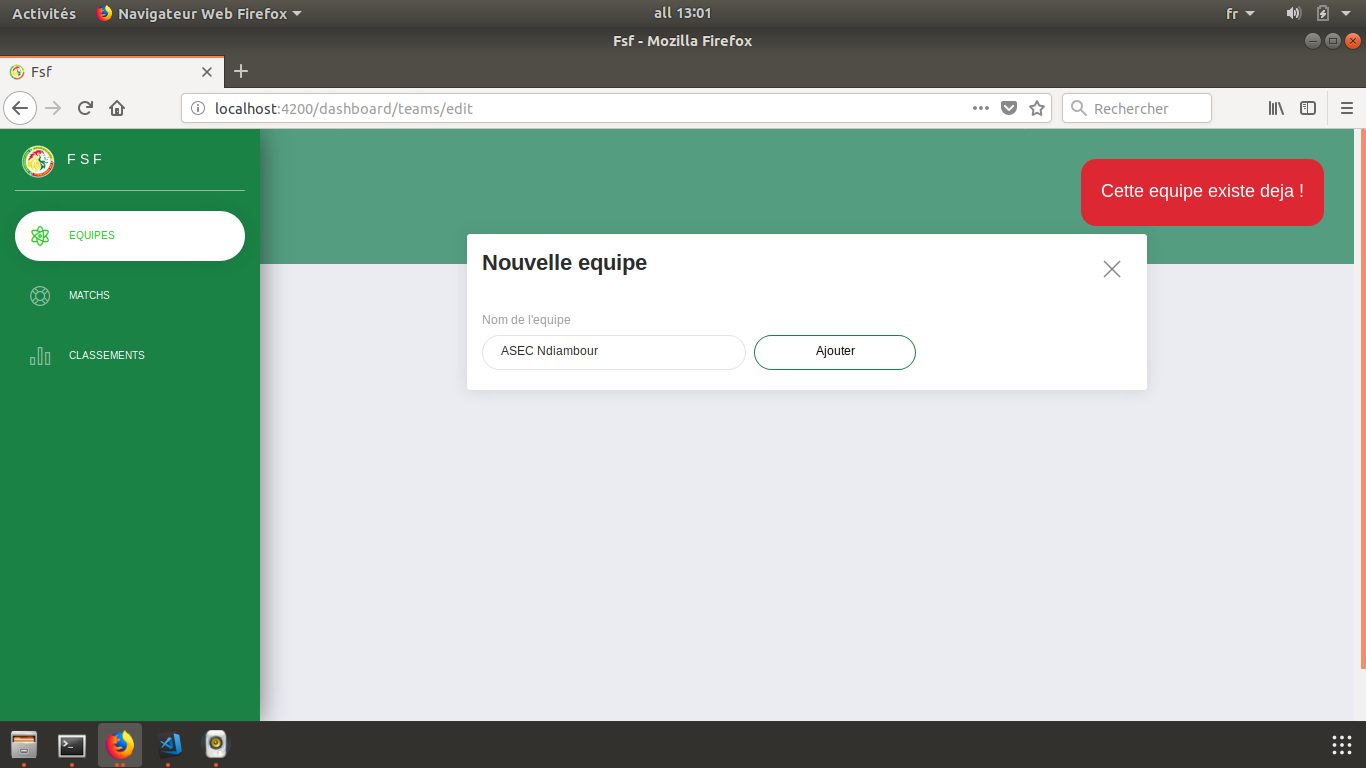 Activités Navigateur Web Firefox all 13:01 fr
Fsf - Mozilla Firefox
Fsf
localhost:4200/dashboard/teams/edit Rechercher
F S F
Cette equipe existe deja !
EQUIPES
Nouvelle equipe
MATCHS
Nom de l'equipe
CLASSEMENTS
ASEC Ndiambour Ajouter